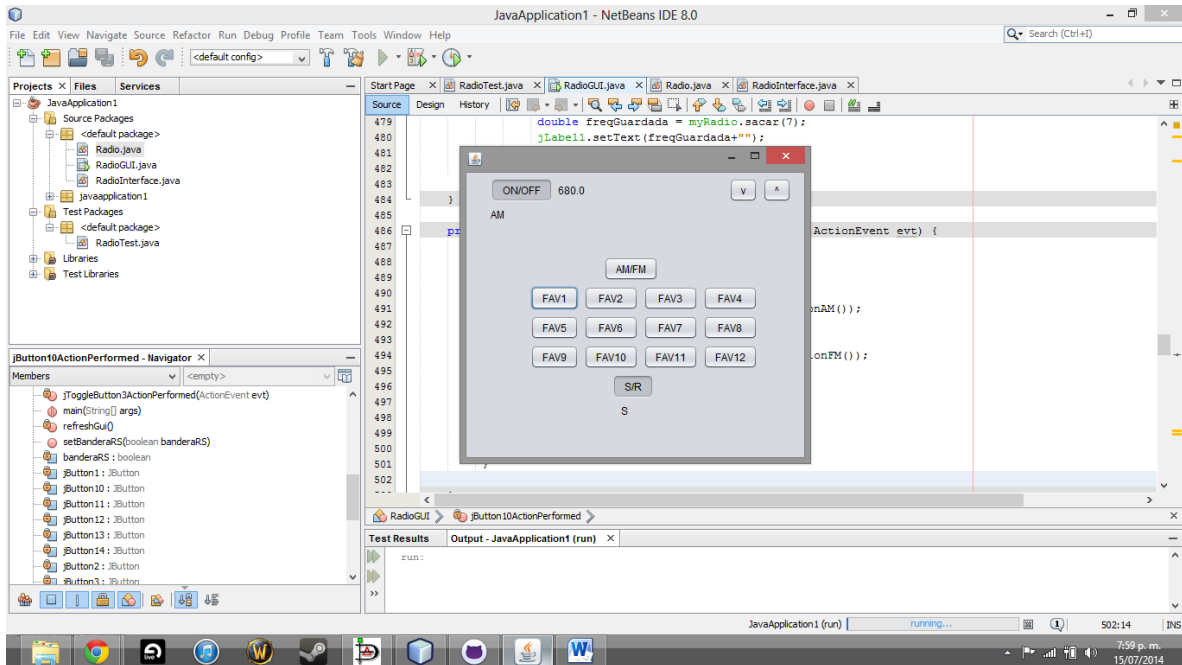 JavaApplication1 - NetBeans IDE 8.0
File Edit View Navigate Source Refactor Run Debug Profile Team Tools Window Help
Search (Ctrl+I)
<default config>
Projects Files Services
JavaApplication1
Source Packages
<default package>
Radio.java
RadioGUI.java
RadioInterface.java
javaapplication1
Test Packages
<default package>
RadioTest.java
Libraries
Test Libraries
jButton10ActionPerformed - Navigator
Members <empty>
jToggleButton3ActionPerformed(ActionEvent evt)
main(String[] args)
refreshGui()
setBanderaRS(boolean banderaRS)
banderaRS : boolean
jButton1 : JButton
jButton10 : JButton
jButton11 : JButton
jButton12 : JButton
jButton13 : JButton
jButton14 : JButton
jButton2 : JButton
jButton3 : JButton
Start Page RadioTest.java RadioGUI.java Radio.java RadioInterface.java
Source Design History
479 double freqGuardada = myRadio.sacar(7);
480 jLabel1.setText(freqGuardada+"");
481
482
483
484 }
485
486 pr ActionEvent evt) {
487
488
489
490
491 onAM());
492
493
494 onFM());
495
496
497
498
499
500
501 }
502
ON/OFF 680.0 v ^
AM
AM/FM
FAV1 FAV2 FAV3 FAV4
FAV5 FAV6 FAV7 FAV8
FAV9 FAV10 FAV11 FAV12
S/R
S
RadioGUI jButton10ActionPerformed
Test Results Output - JavaApplication1 (run)
run:
JavaApplication1 (run) running... 502:14 INS
7:59 p. m.
15/07/2014